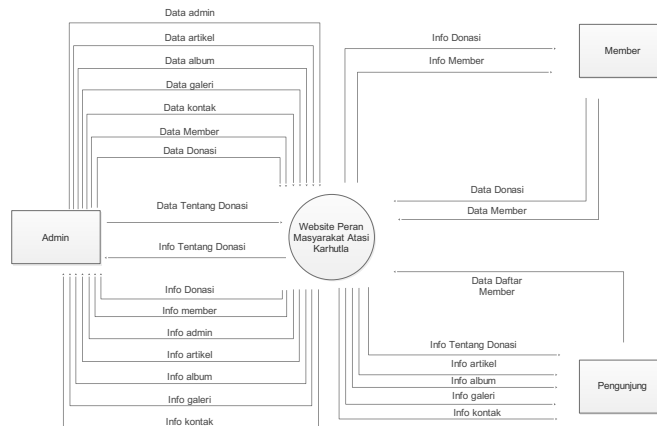 Data admin
Data artikel
Data album
Data galeri
Data kontak
Data Member
Data Donasi
Data Tentang Donasi
Admin
Info Tentang Donasi
Info Donasi
Info member
Info admin
Info artikel
Info album
Info galeri
Info kontak
Website Peran
Masyarakat Atasi
Karhutla
Info Donasi
Info Member
Member
Data Donasi
Data Member
Data Daftar
Member
Info Tentang Donasi
Info artikel
Info album
Info galeri
Info kontak
Pengunjung